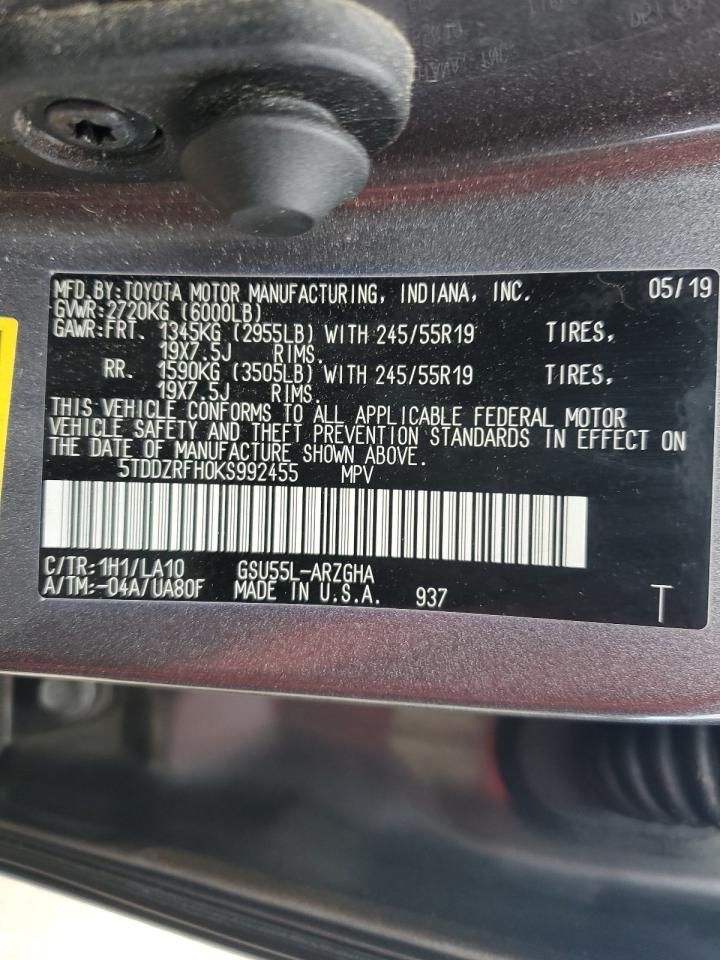 MFD.BY:TOYOTA MOTOR MANUFACTURING, INDIANA, INC. 05/19
GVWR:2720KG (6000LB)
GAWR:FRT. 1345KG (2955LB) WITH 245/55R19 TIRES,
19X7.5J RIMS.
RR. 1590KG (3505LB) WITH 245/55R19 TIRES,
19X7.5J RIMS.
THIS VEHICLE CONFORMS TO ALL APPLICABLE FEDERAL MOTOR
VEHICLE SAFETY AND THEFT PREVENTION STANDARDS IN EFFECT ON
THE DATE OF MANUFACTURE SHOWN ABOVE.
5TDDZRFH0KS992455 MPV
C/TR:1H1/LA10 GSU55L-ARZGHA
A/TM:-04A/UA80F MADE IN U.S.A. 937 T